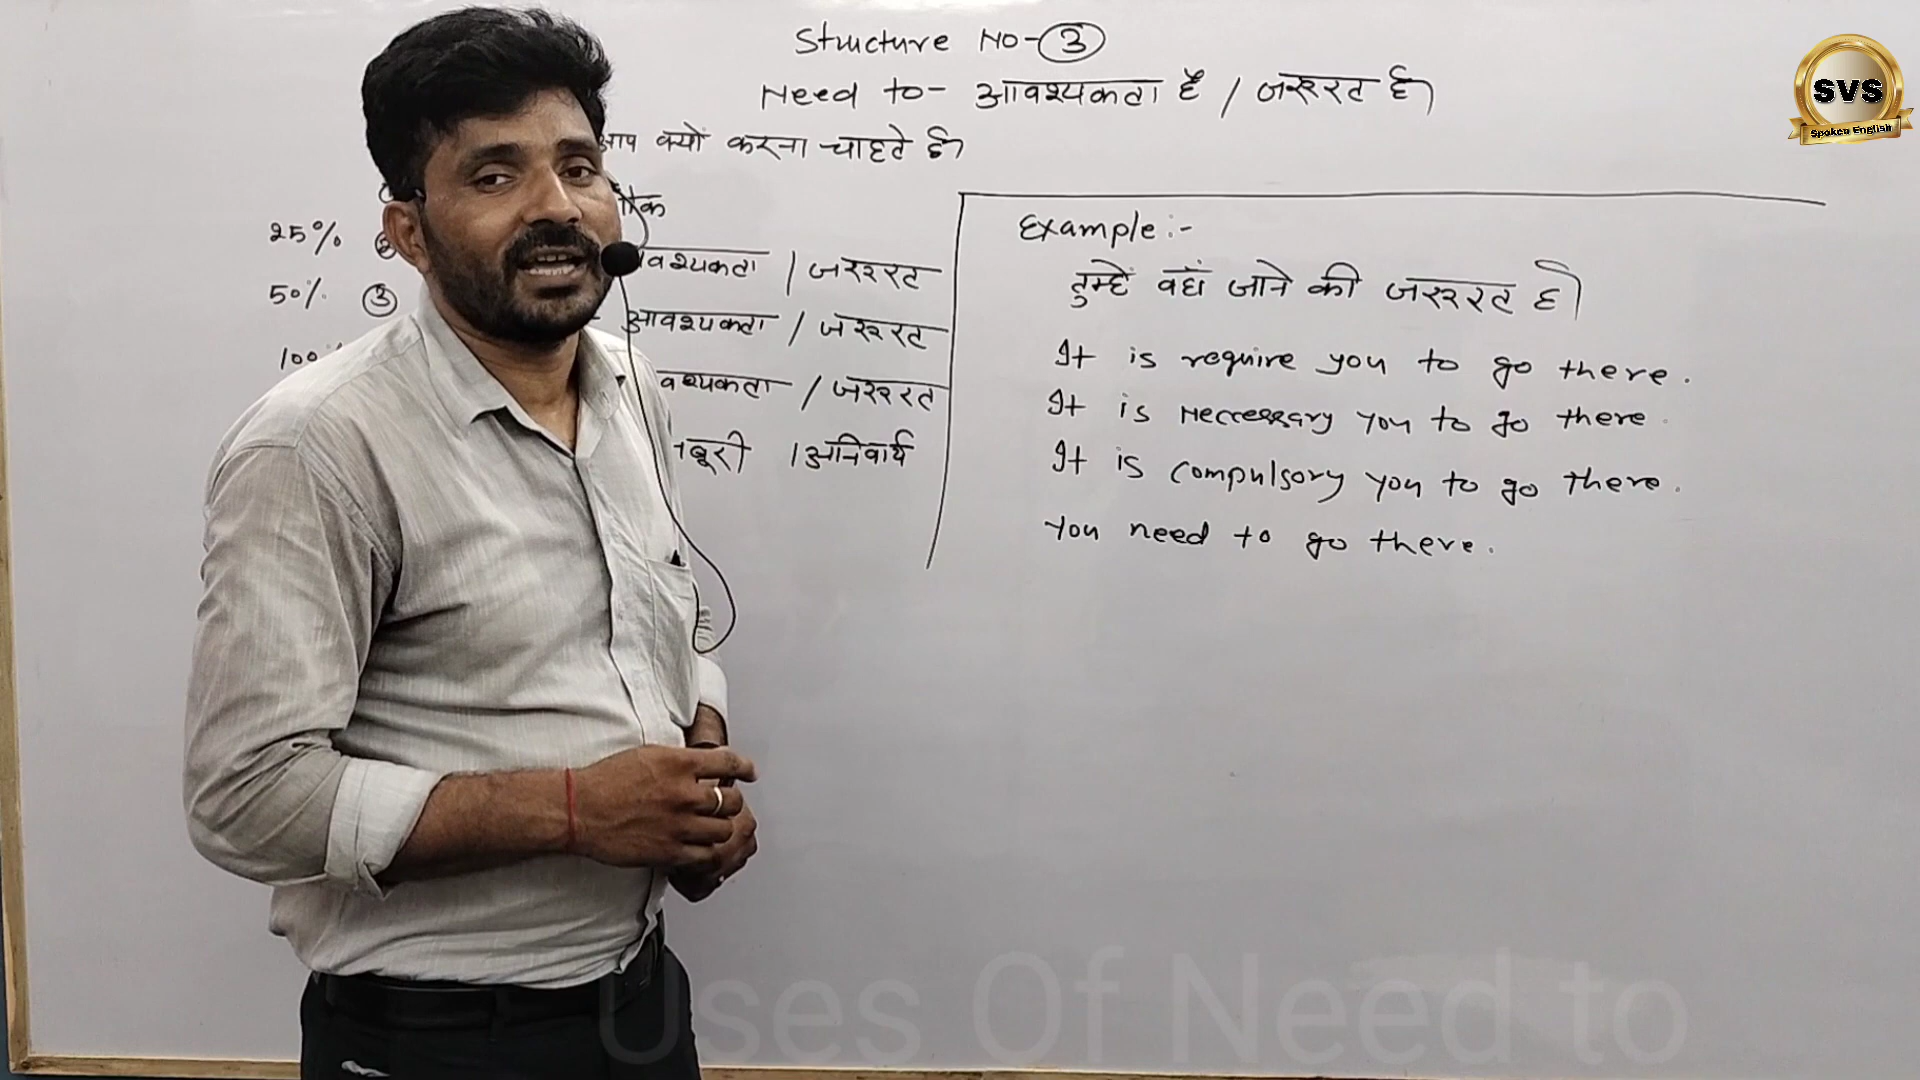 Structure No-③
Need to- आवश्यकता है / जरूरत है।
आप क्यों करना चाहते है।
25%
50% ③
100%
आवश्यकता / जरूरत
आवश्यकता / जरूरत
वश्यकता / जरूरत
बूरी / अनिवार्य
Example:-
तुम्हें वहाँ जाने की जरूरत है।
It is require you to go there.
It is Neccessary you to go there.
It is compulsory you to go there.
You need to go there.
SVS
Spoken English
Uses Of Need to